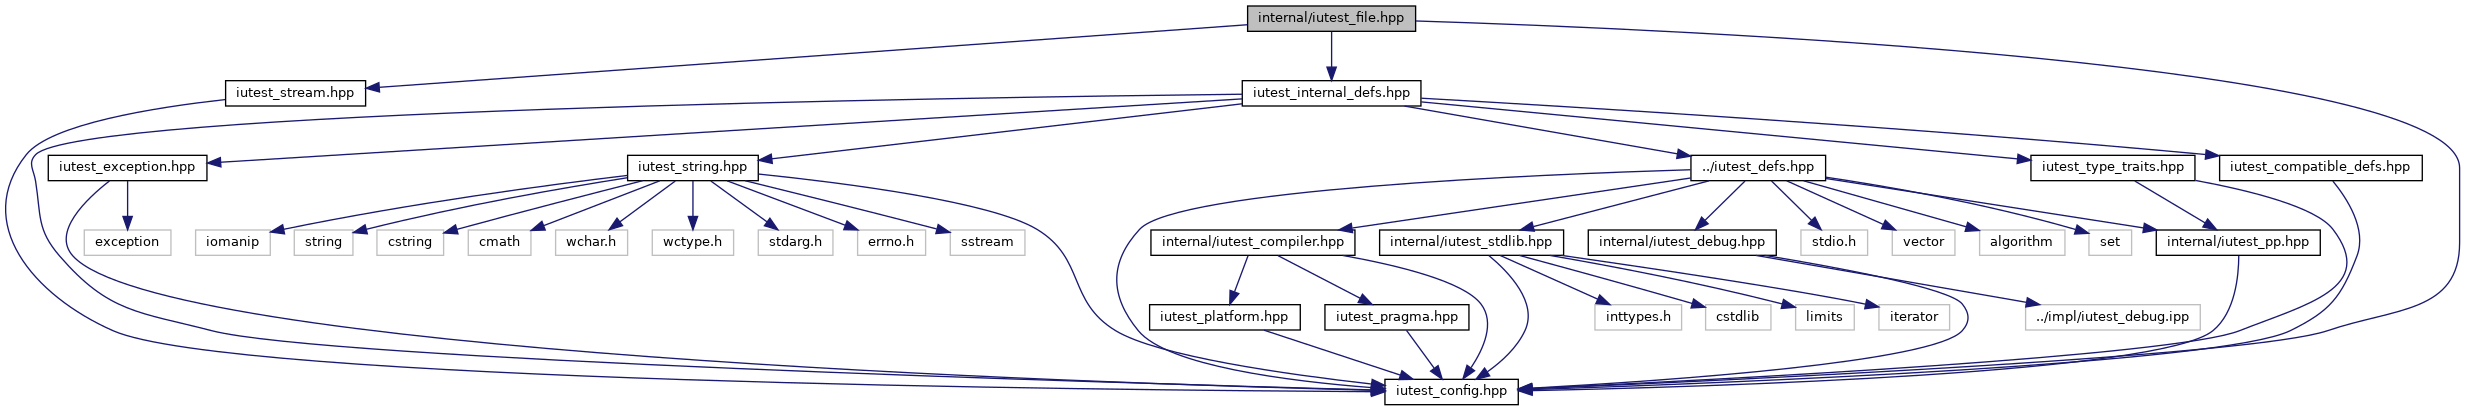 internal/iutest_file.hpp
iutest_stream.hpp
iutest_internal_defs.hpp
iutest_exception.hpp
iutest_string.hpp
../iutest_defs.hpp
iutest_type_traits.hpp
iutest_compatible_defs.hpp
exception
iomanip
string
cstring
cmath
wchar.h
wctype.h
stdarg.h
errno.h
sstream
internal/iutest_compiler.hpp
internal/iutest_stdlib.hpp
internal/iutest_debug.hpp
stdio.h
vector
algorithm
set
internal/iutest_pp.hpp
iutest_platform.hpp
iutest_pragma.hpp
inttypes.h
cstdlib
limits
iterator
../impl/iutest_debug.ipp
iutest_config.hpp